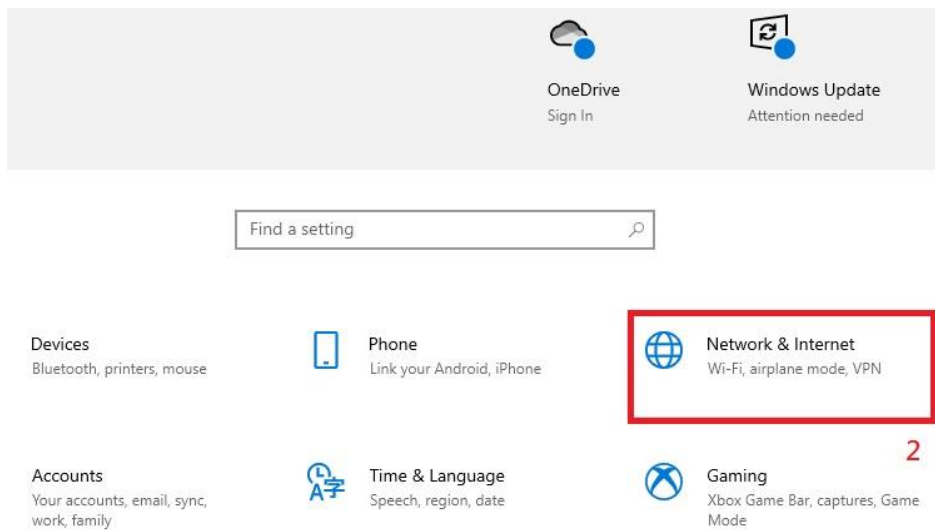 OneDrive
Sign In
Windows Update
Attention needed
Find a setting
Devices
Bluetooth, printers, mouse
Phone
Link your Android, iPhone
Network & Internet
Wi-Fi, airplane mode, VPN
2
Accounts
Your accounts, email, sync,
work, family
A字
Time & Language
Speech, region, date
Gaming
Xbox Game Bar, captures, Game
Mode